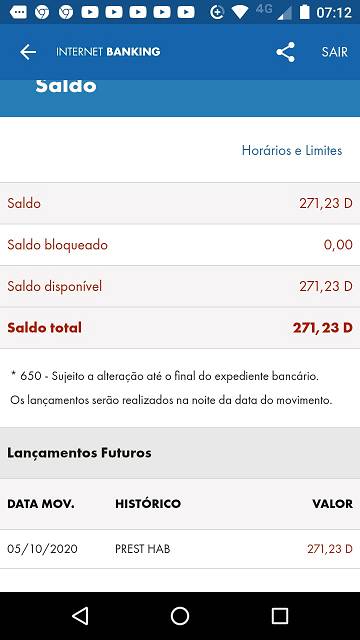 4G 07:12
INTERNET BANKING SAIR
Saldo
Horários e Limites
Saldo 271,23 D
Saldo bloqueado 0,00
Saldo disponível 271,23 D
Saldo total 271,23 D
* 650 - Sujeito a alteração até o final do expediente bancário.
Os lançamentos serão realizados na noite da data do movimento.
Lançamentos Futuros
DATA MOV. HISTÓRICO VALOR
05/10/2020 PREST HAB 271,23 D